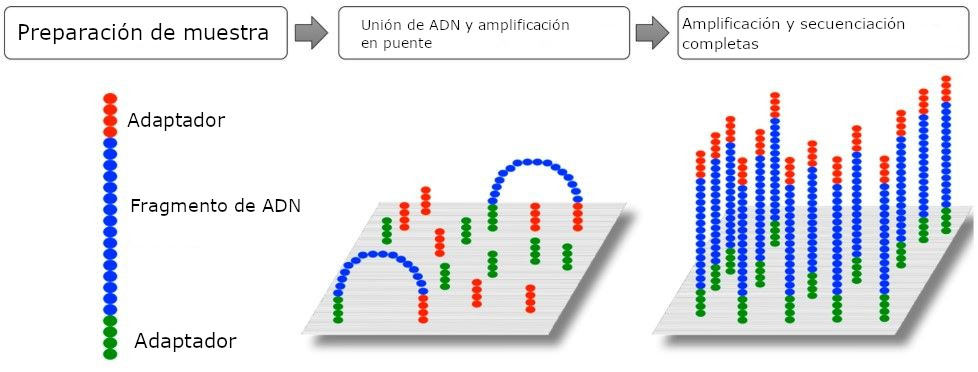 Preparación de muestra
Unión de ADN y amplificación
en puente
Amplificación y secuenciación
completas
Adaptador
Fragmento de ADN
Adaptador